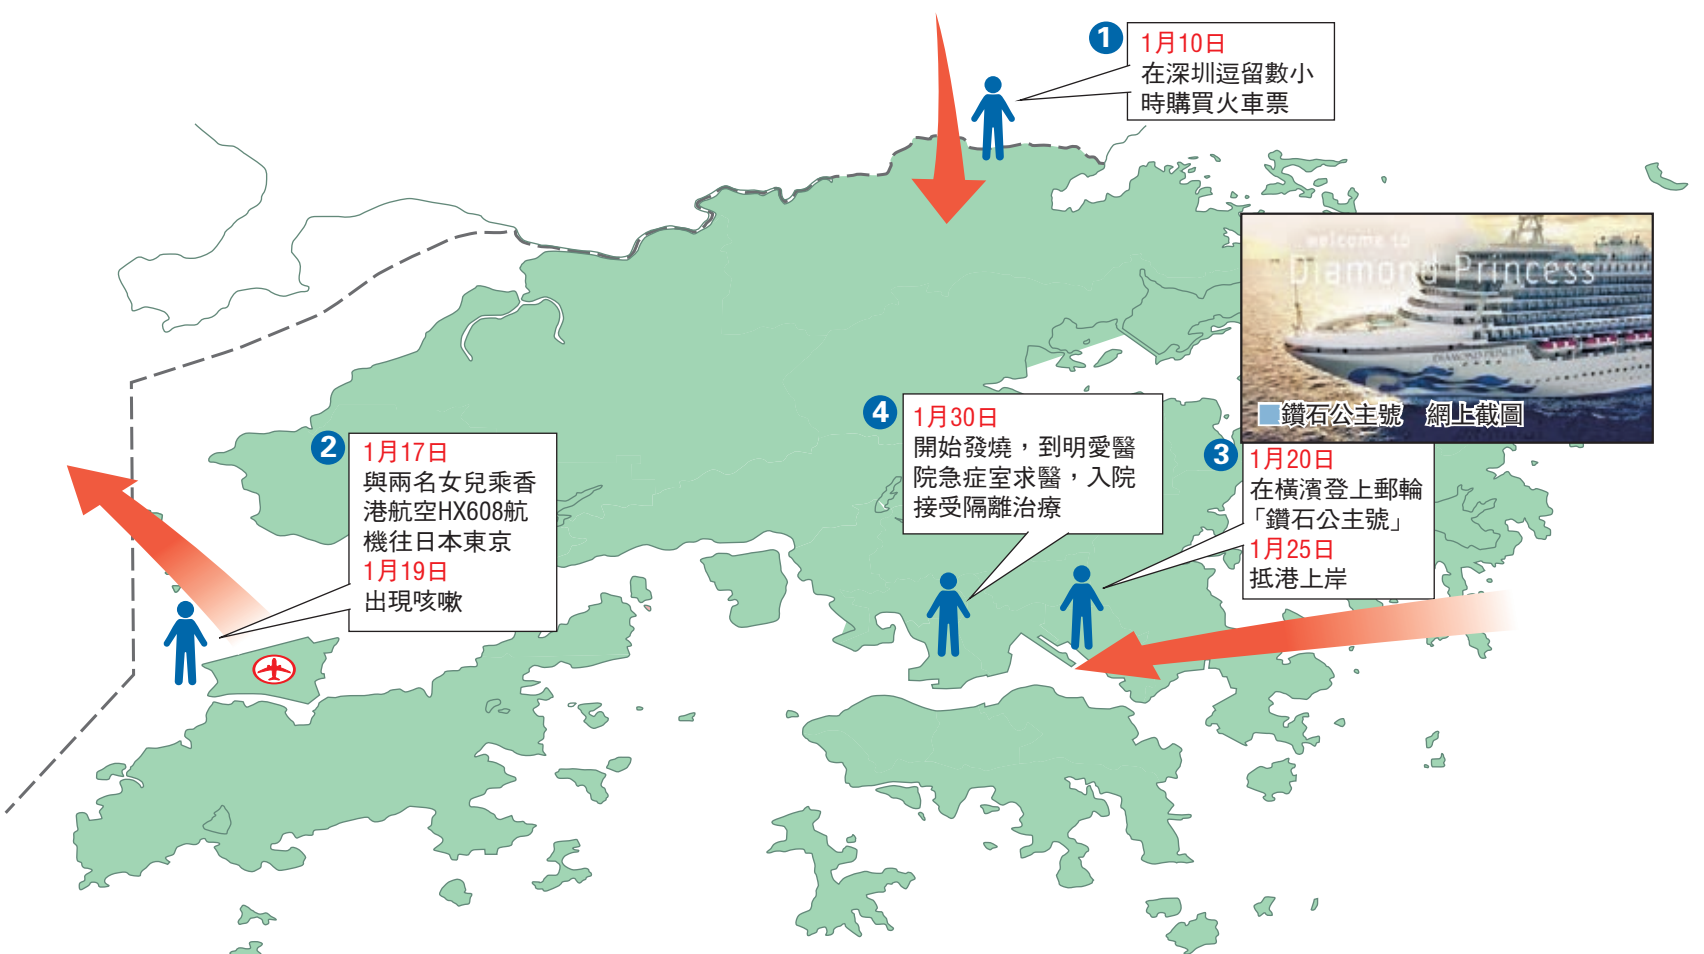 1
1月10日
在深圳逗留數小
時購買火車票
welcome to
Diamond Princess
DIAMOND PRINCESS
鑽石公主號 網上截圖
2
1月17日
與兩名女兒乘香
港航空HX608航
機往日本東京
1月19日
出現咳嗽
3
1月20日
在橫濱登上郵輪
「鑽石公主號」
1月25日
抵港上岸
4
1月30日
開始發燒，到明愛醫
院急症室求醫，入院
接受隔離治療